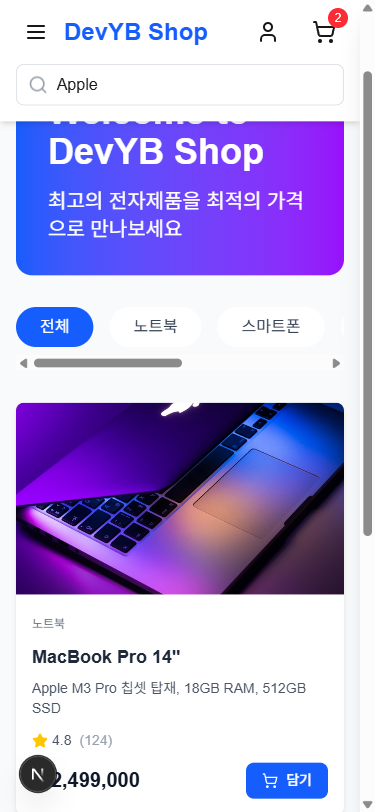 DevYB Shop
2
Apple
Welcome to
DevYB Shop
최고의 전자제품을 최적의 가격
으로 만나보세요
전체
노트북
스마트폰
노트북
MacBook Pro 14"
Apple M3 Pro 칩셋 탑재, 18GB RAM, 512GB
SSD
4.8 (124)
2,499,000
담기
N